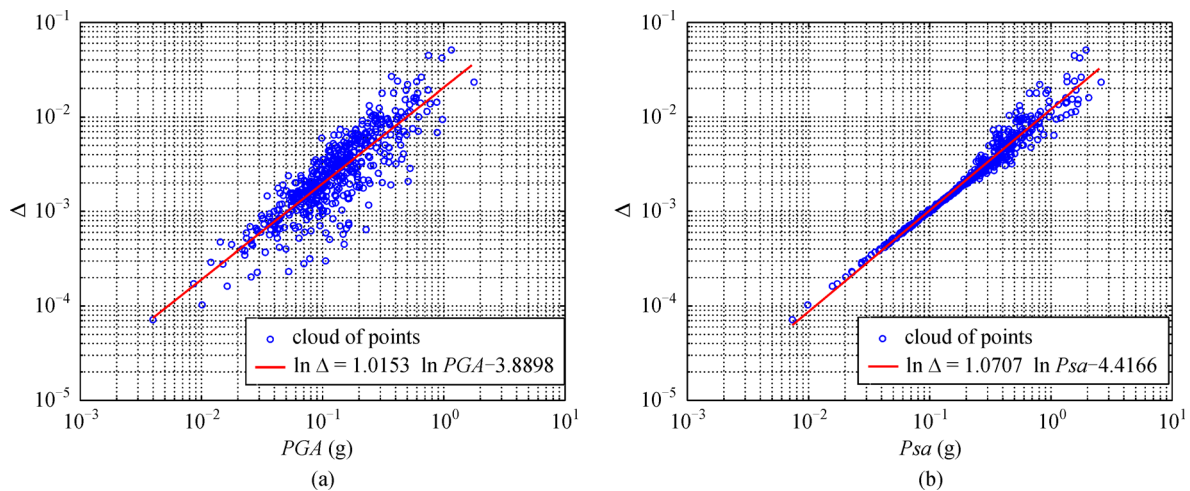 10⁻¹
10⁻²
10⁻³
10⁻⁴
10⁻⁵
Δ
cloud of points
ln Δ = 1.0153 ln PGA−3.8898
10⁻³ 10⁻² 10⁻¹ 10⁰ 10¹
PGA (g)
(a)
10⁻¹
10⁻²
10⁻³
10⁻⁴
10⁻⁵
Δ
cloud of points
ln Δ = 1.0707 ln Psa−4.4166
10⁻³ 10⁻² 10⁻¹ 10⁰ 10¹
Psa (g)
(b)